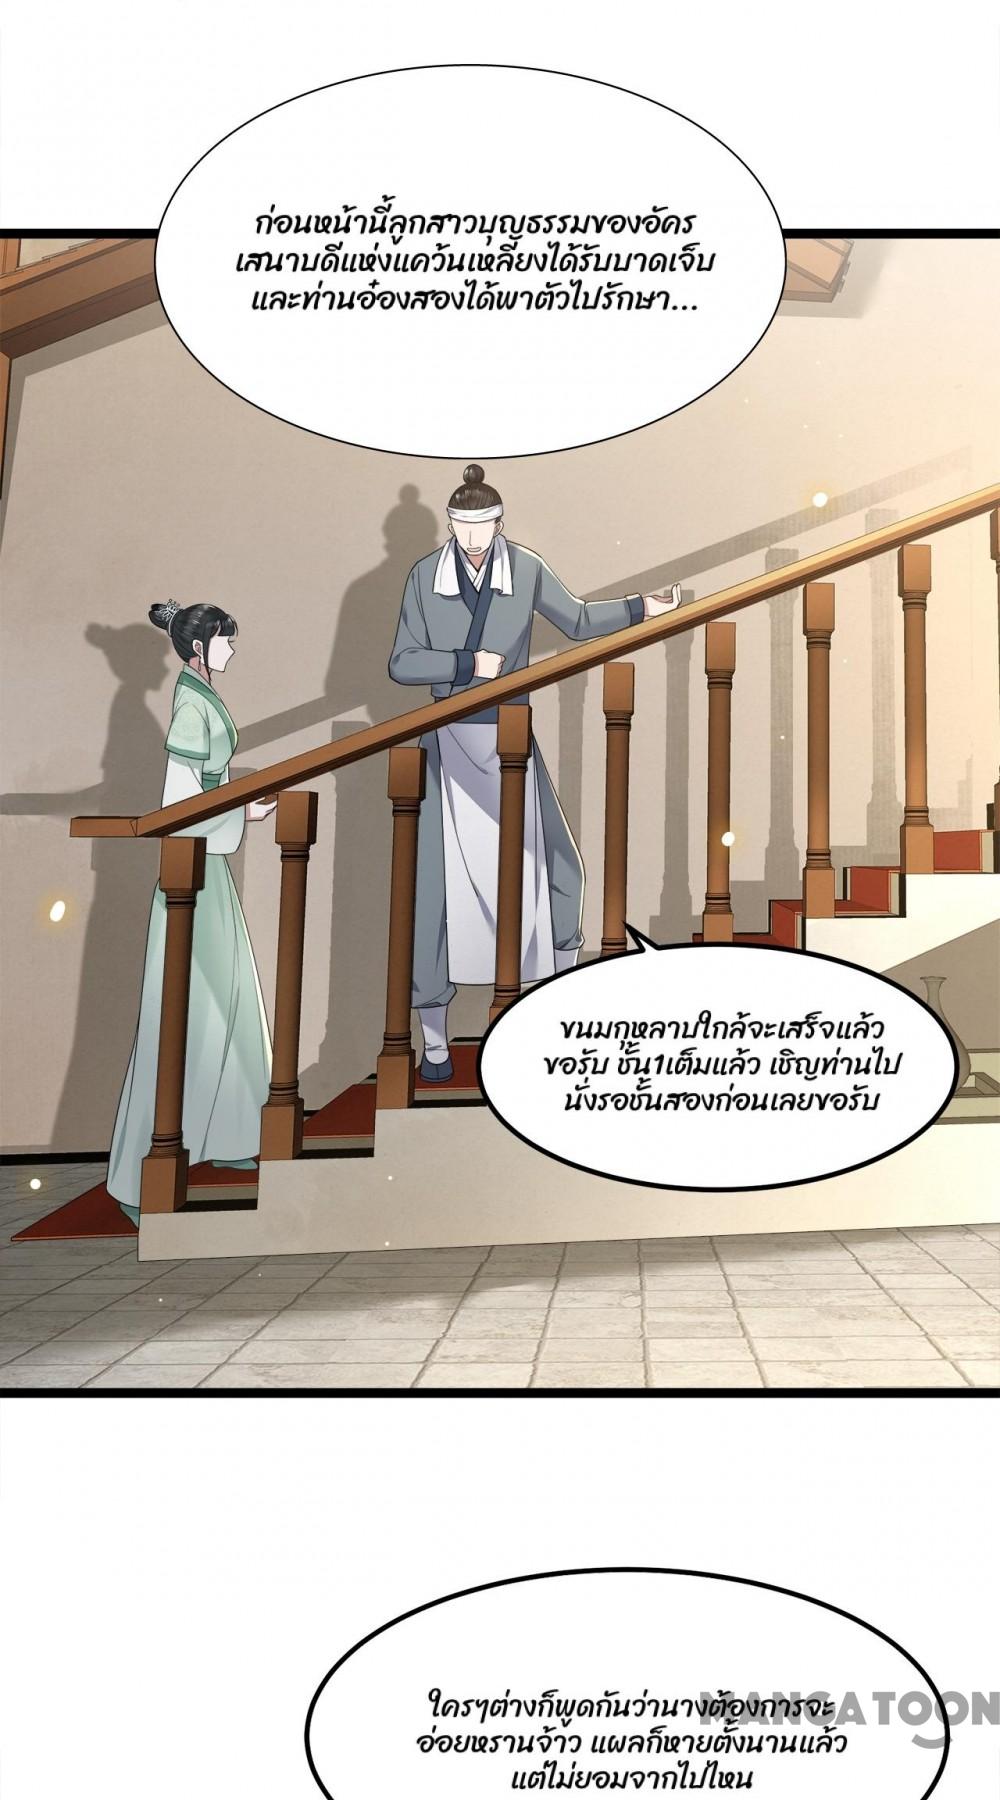 ก่อนหน้านี้ลูกสาวบุญธรรมของอัคร
เสนาบดีแห่งแคว้นเหลียงได้รับบาดเจ็บ
และท่านอ๋องสองได้พาตัวไปรักษา...
ขนมกุหลาบใกล้จะเสร็จแล้ว
ขอรับ ชั้น1เต็มแล้ว เชิญท่านไป
นั่งรอชั้นสองก่อนเลยขอรับ
ใครๆต่างก็พูดกันว่านางต้องการจะ
อ่อยหรานจ้าว แผลก็หายตั้งนานแล้ว
แต่ไม่ยอมจากไปไหน
MANGATOON